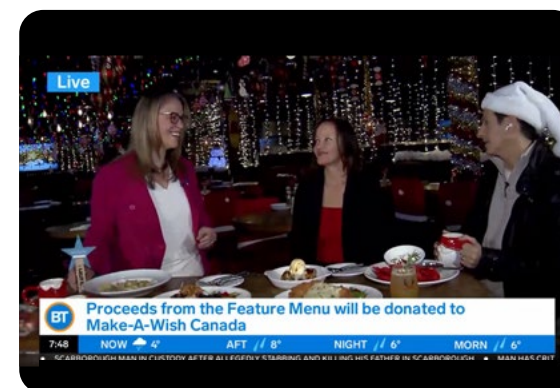 Live
BT
Proceeds from the Feature Menu will be donated to
Make-A-Wish Canada
7:48 NOW 4° AFT 8° NIGHT 6° MORN 6°
• SCARBOROUGH MAN IN CUSTODY AFTER ALLEGEDLY STABBING AND KILLING HIS FATHER IN SCARBOROUGH • MAN HAS CRIT